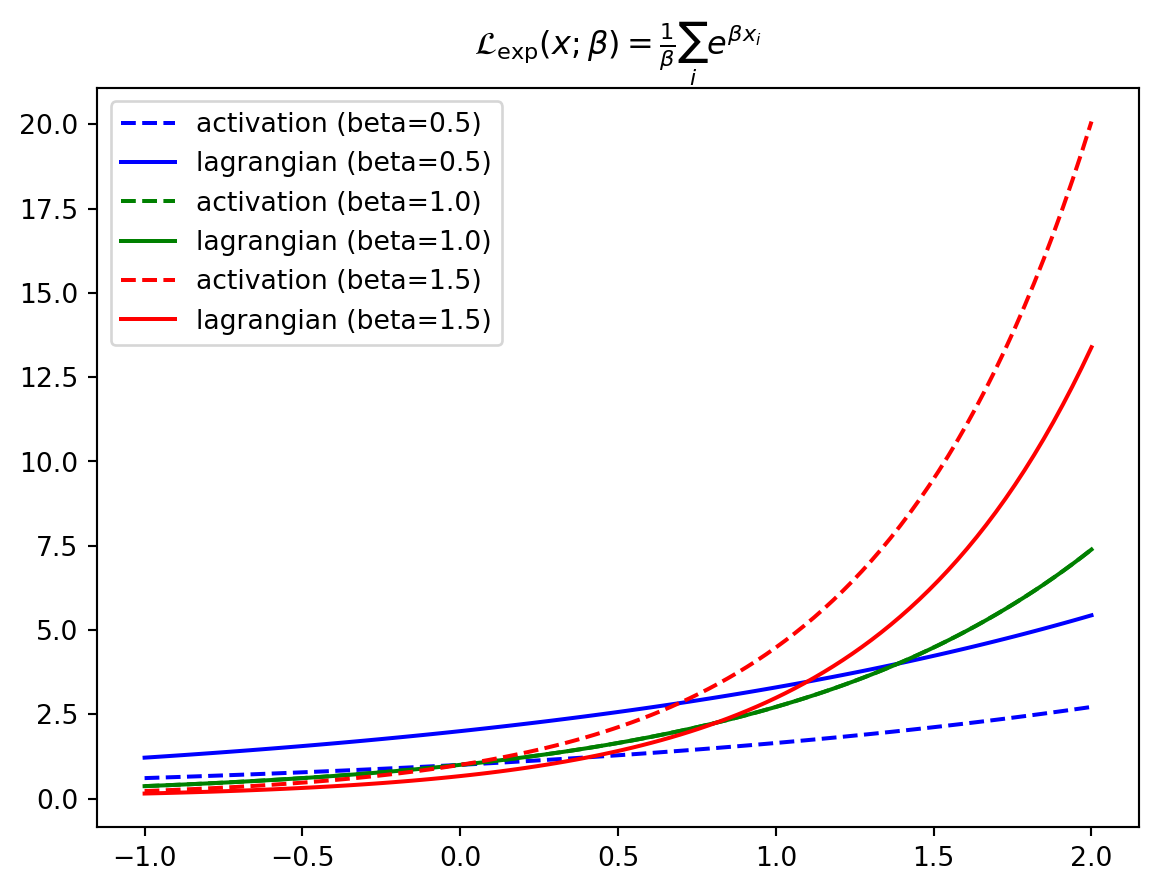 $\mathcal{L}_{\exp}(x; \beta) = \frac{1}{\beta} \sum_i e^{\beta x_i}$
activation (beta=0.5)
lagrangian (beta=0.5)
activation (beta=1.0)
lagrangian (beta=1.0)
activation (beta=1.5)
lagrangian (beta=1.5)
20.0
17.5
15.0
12.5
10.0
7.5
5.0
2.5
0.0
−1.0 −0.5 0.0 0.5 1.0 1.5 2.0